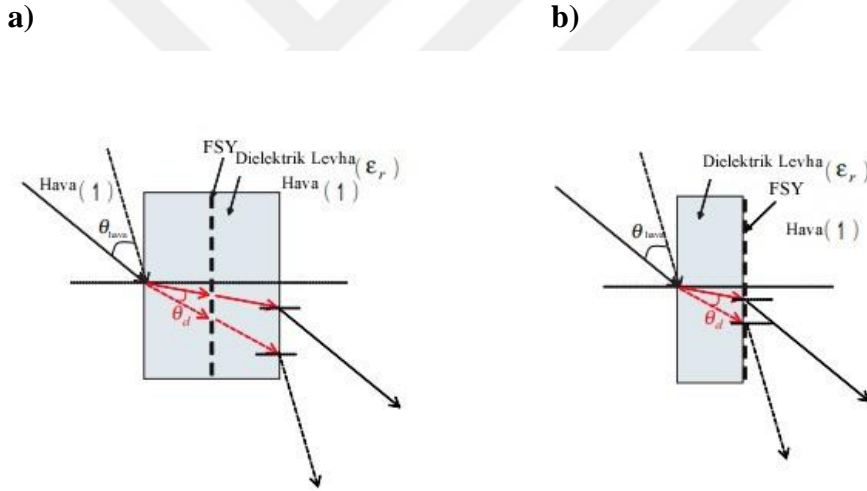 a)
b)
FSY
Dielektrik Levha (εr)
Hava (1)
Hava (1)
θhava
θd
Dielektrik Levha (εr)
FSY
Hava (1)
θhava
θd